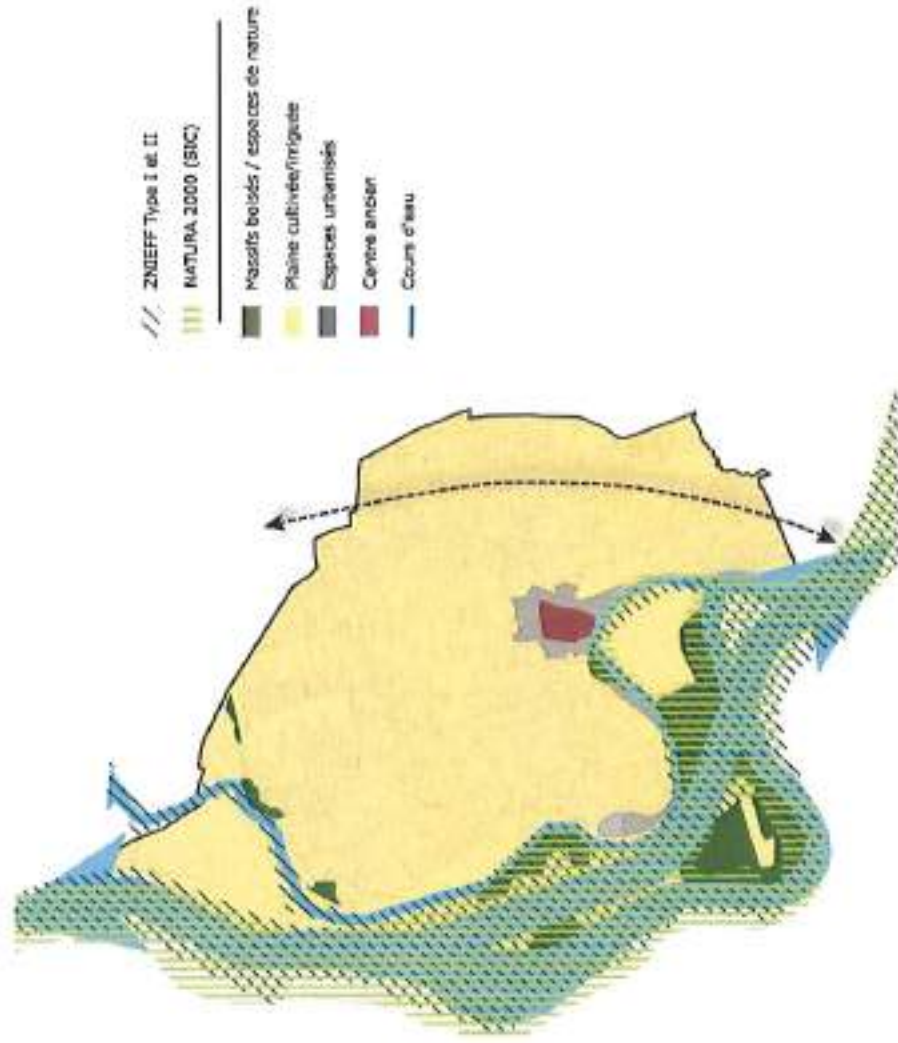 ZNIEFF Type I et II
NATURA 2000 (SIC)
Massifs boisés / espaces de nature
Plaine cultivée/irriguée
Espaces urbanisés
Centre ancien
Cours d'eau